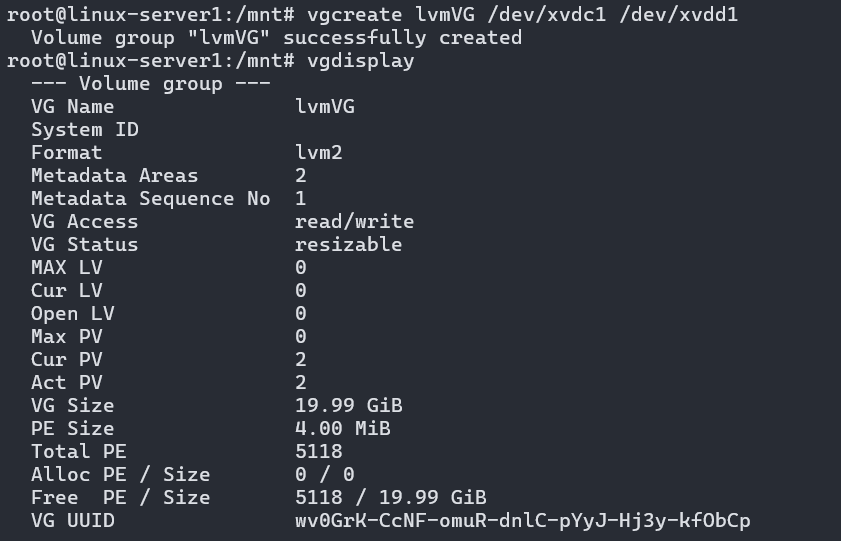 root@linux-server1:/mnt# vgcreate lvmVG /dev/xvdc1 /dev/xvdd1
  Volume group "lvmVG" successfully created
root@linux-server1:/mnt# vgdisplay
  --- Volume group ---
  VG Name               lvmVG
  System ID
  Format                lvm2
  Metadata Areas        2
  Metadata Sequence No  1
  VG Access             read/write
  VG Status             resizable
  MAX LV                0
  Cur LV                0
  Open LV               0
  Max PV                0
  Cur PV                2
  Act PV                2
  VG Size               19.99 GiB
  PE Size               4.00 MiB
  Total PE              5118
  Alloc PE / Size       0 / 0
  Free  PE / Size       5118 / 19.99 GiB
  VG UUID               wv0GrK-CcNF-omuR-dnlC-pYyJ-Hj3y-kfObCp